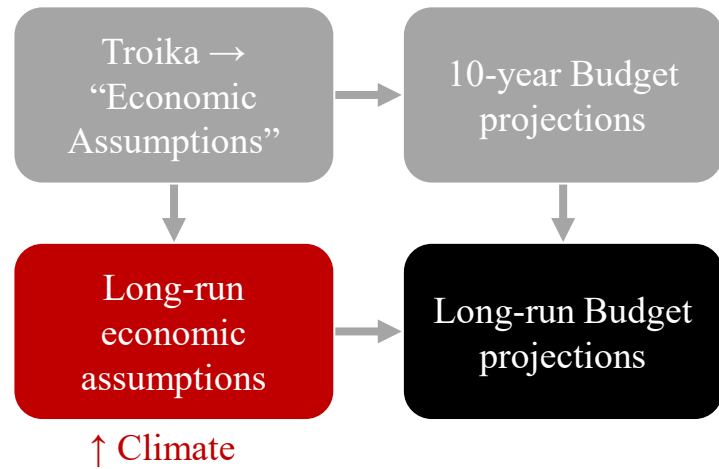 Troika →
“Economic
Assumptions”
10-year Budget
projections
Long-run
economic
assumptions
Long-run Budget
projections
↑ Climate